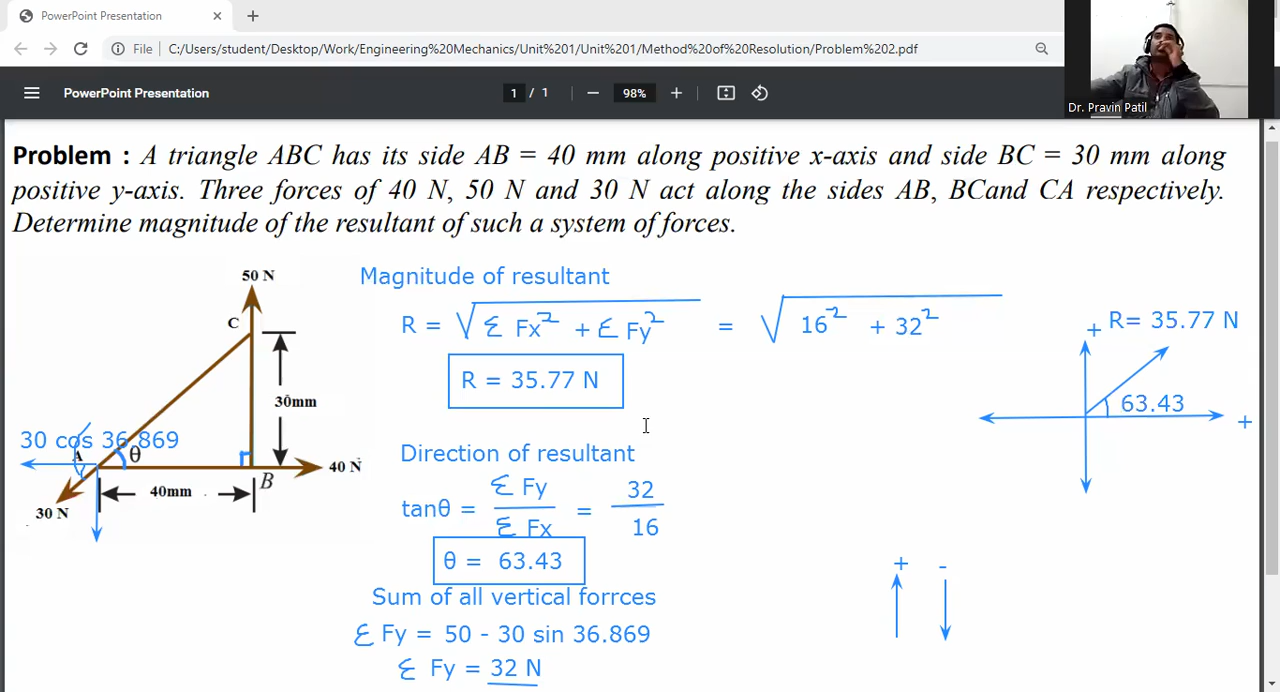 PowerPoint Presentation
File C:/Users/student/Desktop/Work/Engineering%20Mechanics/Unit%201/Unit%201/Method%20of%20Resolution/Problem%202.pdf
PowerPoint Presentation 1 / 1 98%
Dr. Pravin Patil
Problem : A triangle ABC has its side AB = 40 mm along positive x-axis and side BC = 30 mm along
positive y-axis. Three forces of 40 N, 50 N and 30 N act along the sides AB, BCand CA respectively.
Determine magnitude of the resultant of such a system of forces.
50 N
C
30mm
30 cos 36.869
A
θ
B
40 N
40mm
30 N
Magnitude of resultant
R = √ Σ Fx² + Σ Fy² = √ 16² + 32²
R = 35.77 N
Direction of resultant
tanθ = Σ Fy / Σ Fx = 32 / 16
θ = 63.43
Sum of all vertical forrces
Σ Fy = 50 - 30 sin 36.869
Σ Fy = 32 N
+ R= 35.77 N
63.43
+
+ -